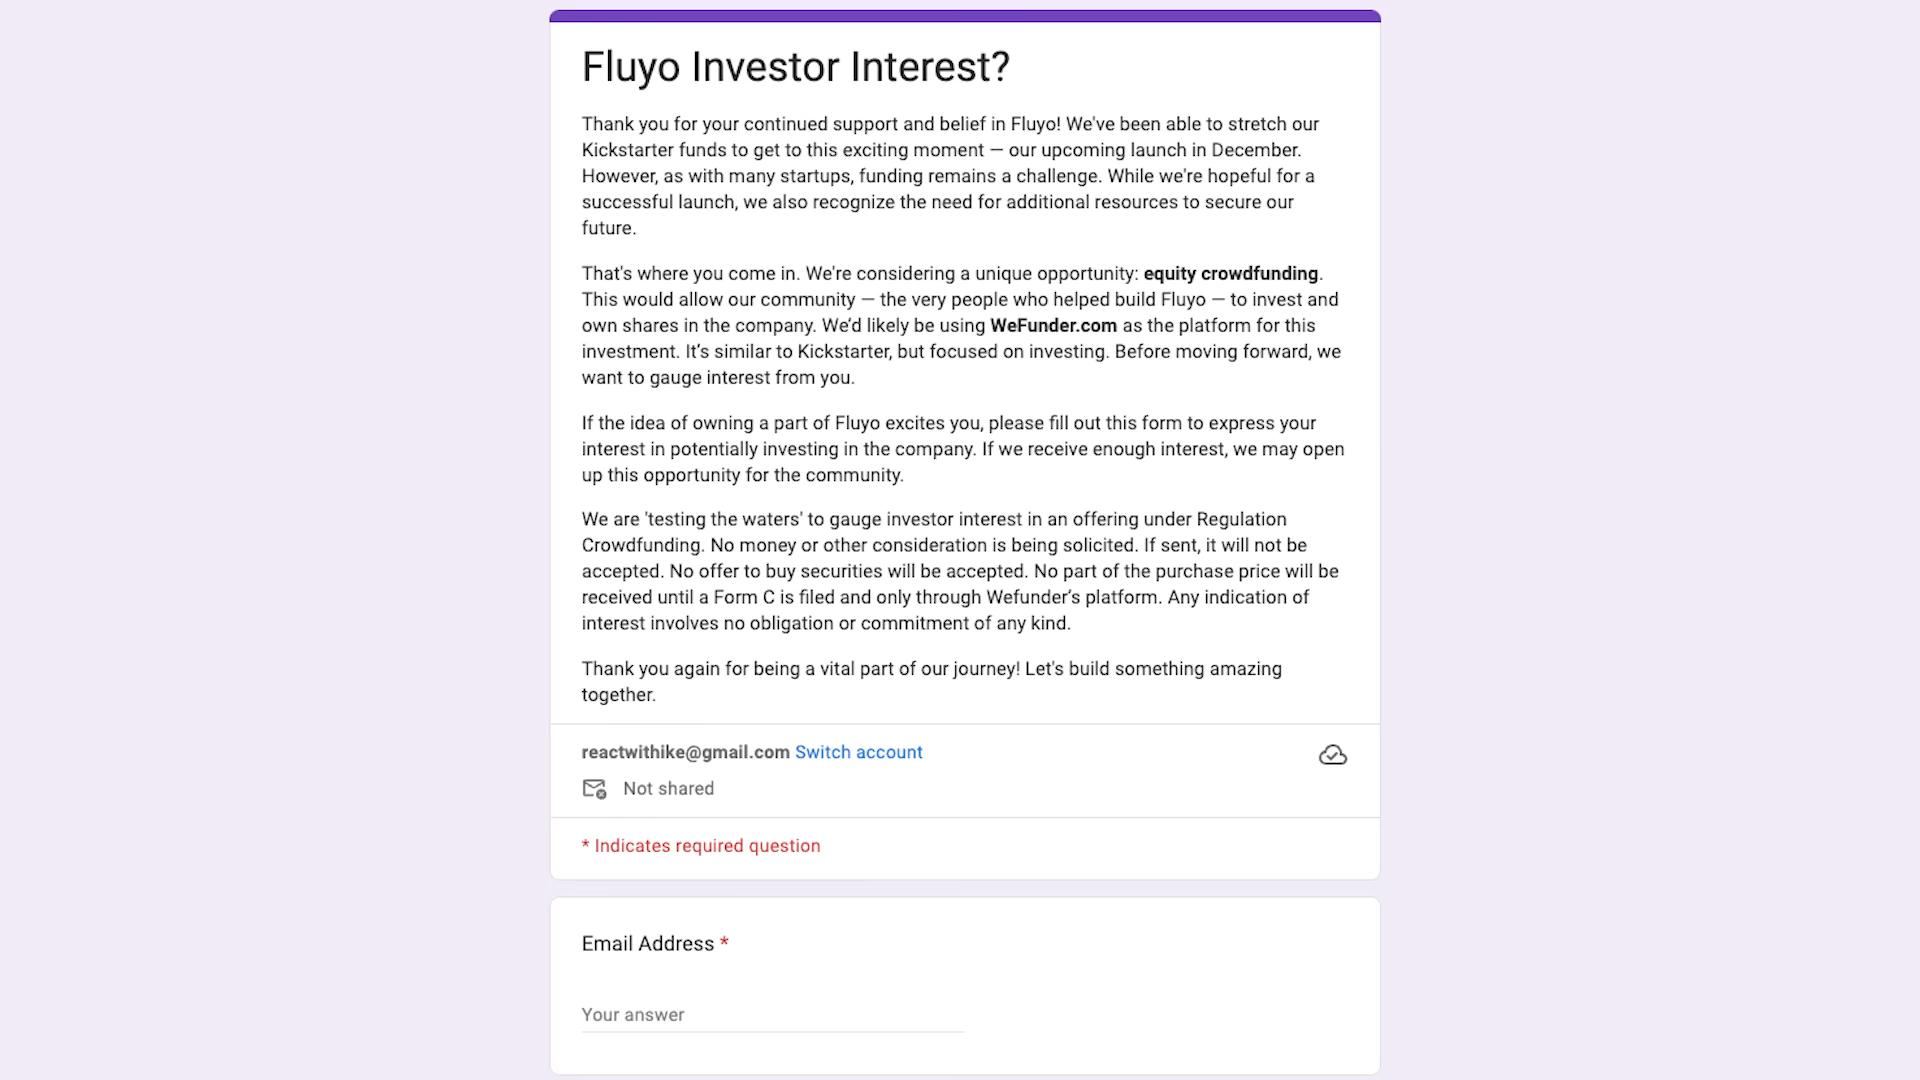 Fluyo Investor Interest?
Thank you for your continued support and belief in Fluyo! We've been able to stretch our
Kickstarter funds to get to this exciting moment — our upcoming launch in December.
However, as with many startups, funding remains a challenge. While we're hopeful for a
successful launch, we also recognize the need for additional resources to secure our
future.
That's where you come in. We're considering a unique opportunity: equity crowdfunding.
This would allow our community — the very people who helped build Fluyo — to invest and
own shares in the company. We’d likely be using WeFunder.com as the platform for this
investment. It’s similar to Kickstarter, but focused on investing. Before moving forward, we
want to gauge interest from you.
If the idea of owning a part of Fluyo excites you, please fill out this form to express your
interest in potentially investing in the company. If we receive enough interest, we may open
up this opportunity for the community.
We are 'testing the waters' to gauge investor interest in an offering under Regulation
Crowdfunding. No money or other consideration is being solicited. If sent, it will not be
accepted. No offer to buy securities will be accepted. No part of the purchase price will be
received until a Form C is filed and only through Wefunder’s platform. Any indication of
interest involves no obligation or commitment of any kind.
Thank you again for being a vital part of our journey! Let's build something amazing
together.
reactwithike@gmail.com Switch account
Not shared
* Indicates required question
Email Address *
Your answer